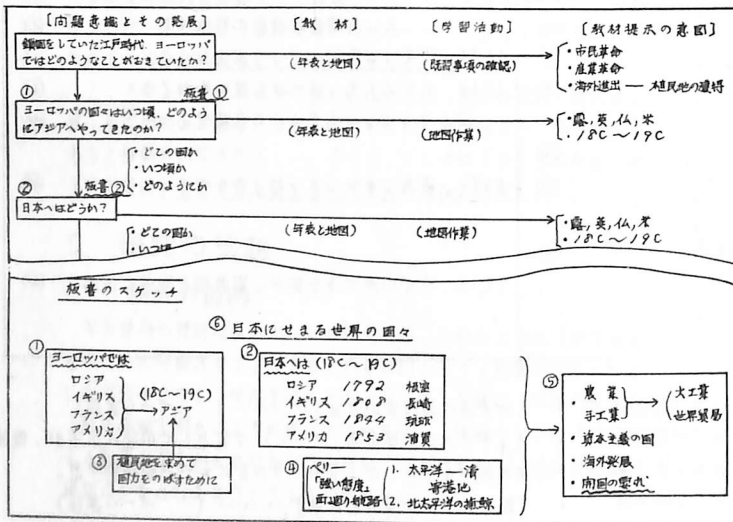 ［問題意識とその発展］ ［教材］ ［学習活動］ ［教材提示の意図］
鎖国をしていた江戸時代、ヨーロッパ
ではどのようなことがおきていたか？
（年表と地図） （既習事項の確認）
・市民革命
・産業革命
・海外進出 ― 植民地の獲得
① 板書①
ヨーロッパの国々はいつ頃、どのよう
にアジアへやってきたのか？
（年表と地図） （地図作業）
・露，英，仏，米
・18C～19C
・どこの国か
・いつ頃か
・どのようにか
② 板書②
日本へはどうか？
（年表と地図） （地図作業）
・露，英，仏，米
・18C～19C
・どこの国か
・いつ頃
板書のスケッチ
⑥ 日本にせまる世界の国々
①
ヨーロッパでは
ロシア
イギリス
フランス
アメリカ
（18C～19C）
→アジア
③ 植民地を求めて
国力をのばすために
②
日本へは（18C～19C）
ロシア 1792 根室
イギリス 1808 長崎
フランス 1844 琉球
アメリカ 1853 浦賀
④ ペリー
「強い態度」
西廻り航路
1. 太平洋―清
寄港地
2. 北太平洋の捕鯨
⑤
・農業
手工業
→ 大工業
世界貿易
・資本主義の国
・海外発展
・開国の